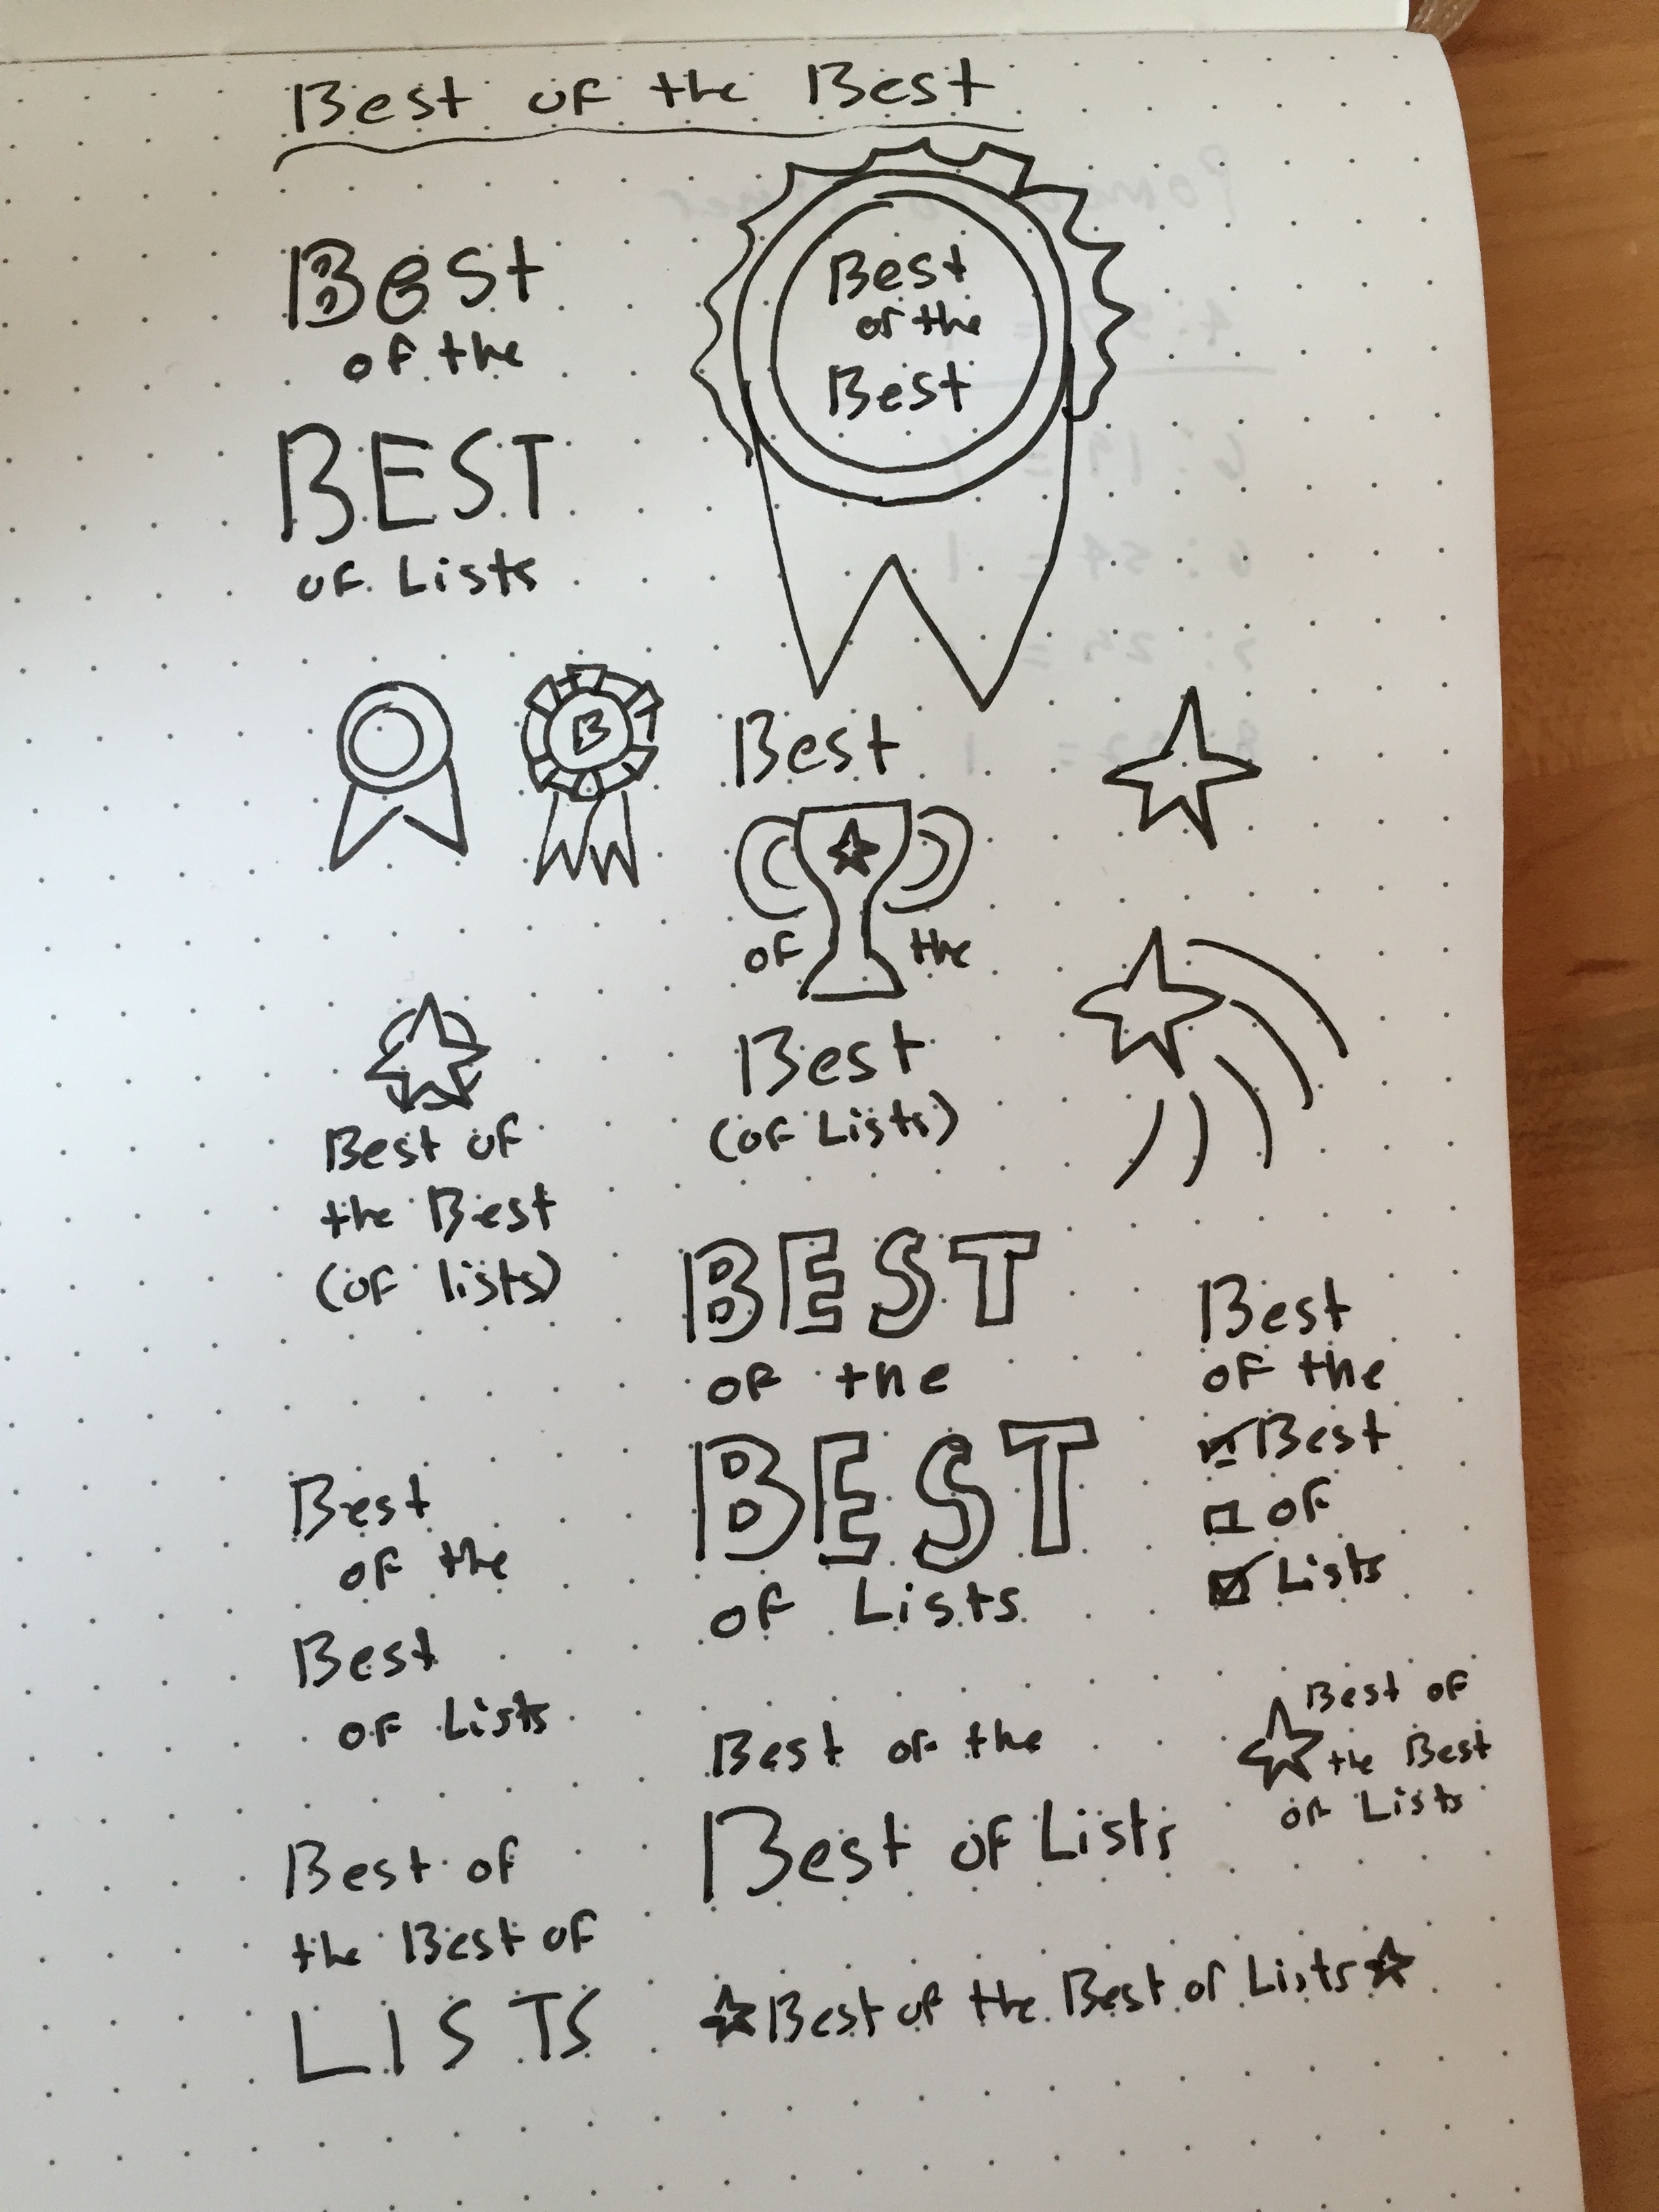 Best of the Best
Best
of the
BEST
of Lists
Best
of the
Best
B
Best
of the
Best
(of Lists)
Best of
the Best
(of lists)
BEST
of the
BEST
of Lists
Best
of the
Best
of
Lists
Best
of the
Best
of Lists
Best of the
Best of Lists
Best of
the Best
of Lists
Best of
the Best of
LISTS
Best of the Best of Lists